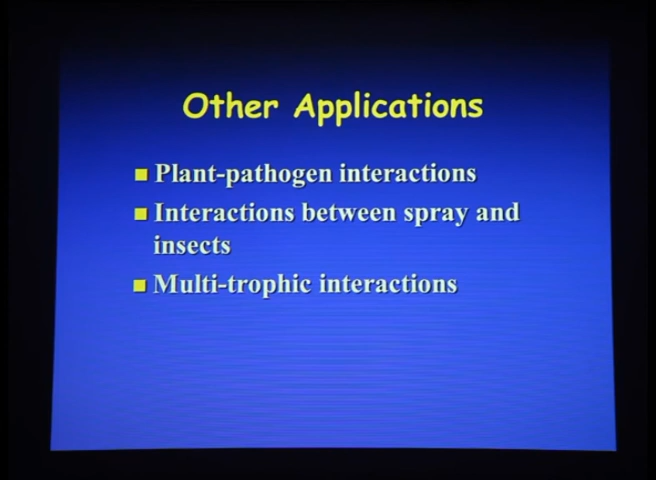 Other Applications
Plant-pathogen interactions
Interactions between spray and
insects
Multi-trophic interactions